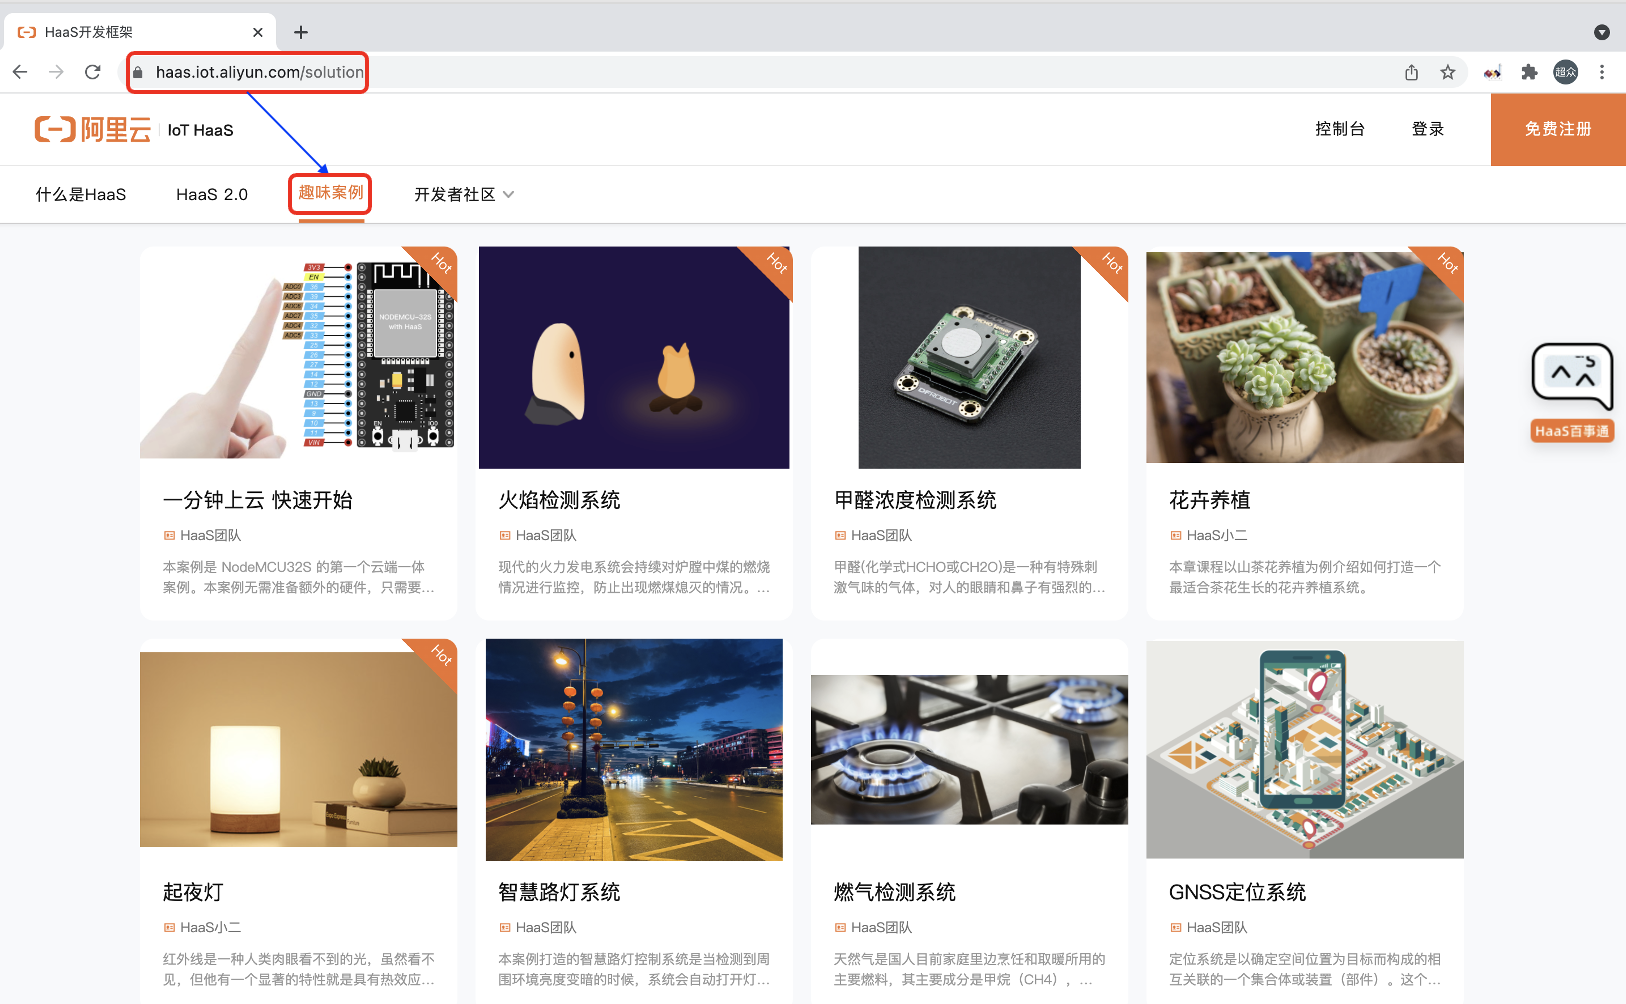 HaaS开发框架
haas.iot.aliyun.com/solution
超众
阿里云
IoT HaaS
控制台
登录
免费注册
什么是HaaS
HaaS 2.0
趣味案例
开发者社区
Hot
Hot
Hot
Hot
3V3
EN
NODEMCU-32S
with HaaS
GND
VIN
EN
DFROBOT
HaaS百事通
一分钟上云 快速开始
HaaS团队
本案例是 NodeMCU32S 的第一个云端一体
案例。本案例无需准备额外的硬件，只需要...
火焰检测系统
HaaS团队
现代的火力发电系统会持续对炉膛中煤的燃烧
情况进行监控，防止出现燃煤熄灭的情况。...
甲醛浓度检测系统
HaaS团队
甲醛(化学式HCHO或CH2O)是一种有特殊刺
激气味的气体，对人的眼睛和鼻子有强烈的...
花卉养植
HaaS小二
本章课程以山茶花养植为例介绍如何打造一个
最适合茶花生长的花卉养植系统。
Hot
起夜灯
HaaS小二
红外线是一种人类肉眼看不到的光，虽然看不
见，但他有一个显著的特性就是具有热效应...
智慧路灯系统
HaaS团队
本案例打造的智慧路灯控制系统是当检测到周
围环境亮度变暗的时候，系统会自动打开灯...
燃气检测系统
HaaS团队
天然气是国人目前家庭里边烹饪和取暖所用的
主要燃料，其主要成分是甲烷（CH4），...
GNSS定位系统
HaaS团队
定位系统是以确定空间位置为目标而构成的相
互关联的一个集合体或装置（部件）。这个...